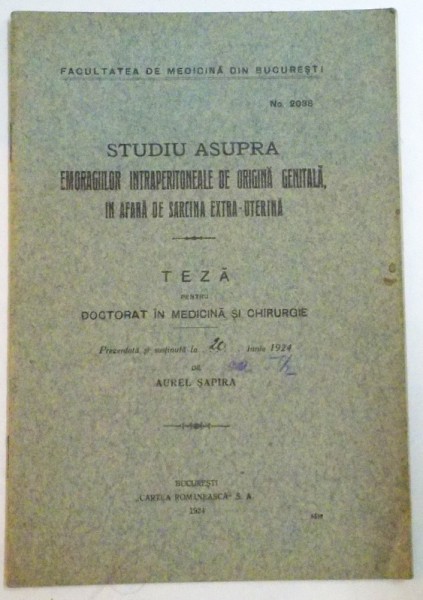 FACULTATEA DE MEDICINĂ DIN BUCUREȘTI
No.
STUDIU ASUPRA
EMORAGIILOR INTRAPERITONEALE DE ORIGINĂ GENITALĂ,
IN AFARĂ DE SARCINA EXTRA-UTERINĂ
TEZĂ
PENTRU
DOCTORAT ÎN MEDICINĂ ȘI CHIRURGIE
Prezentată și susținută la 20 iunie 1924
DE
AUREL ȘAPIRA
BUCUREȘTI
„CARTEA ROMÂNEASCĂ” S. A.
1924